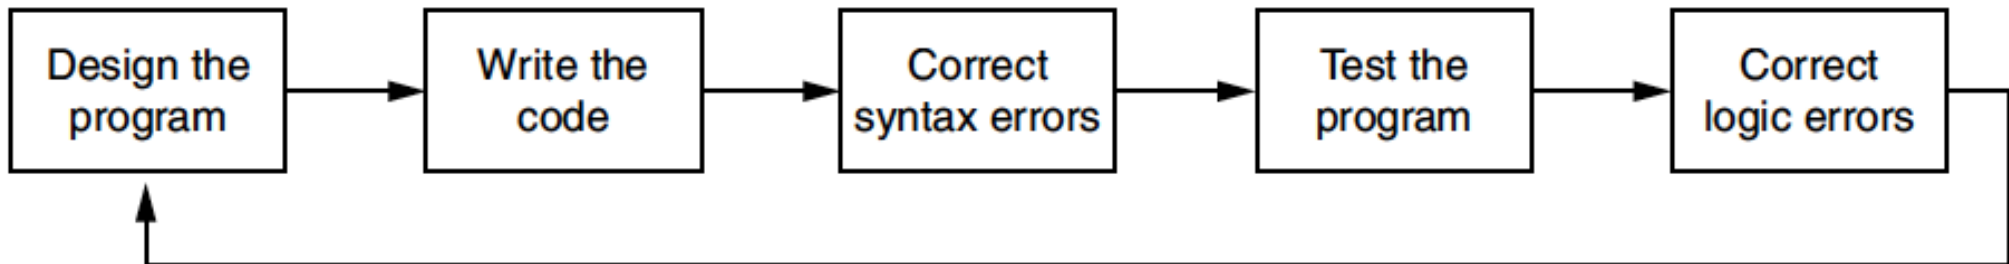 Design the
program
Write the
code
Correct
syntax errors
Test the
program
Correct
logic errors